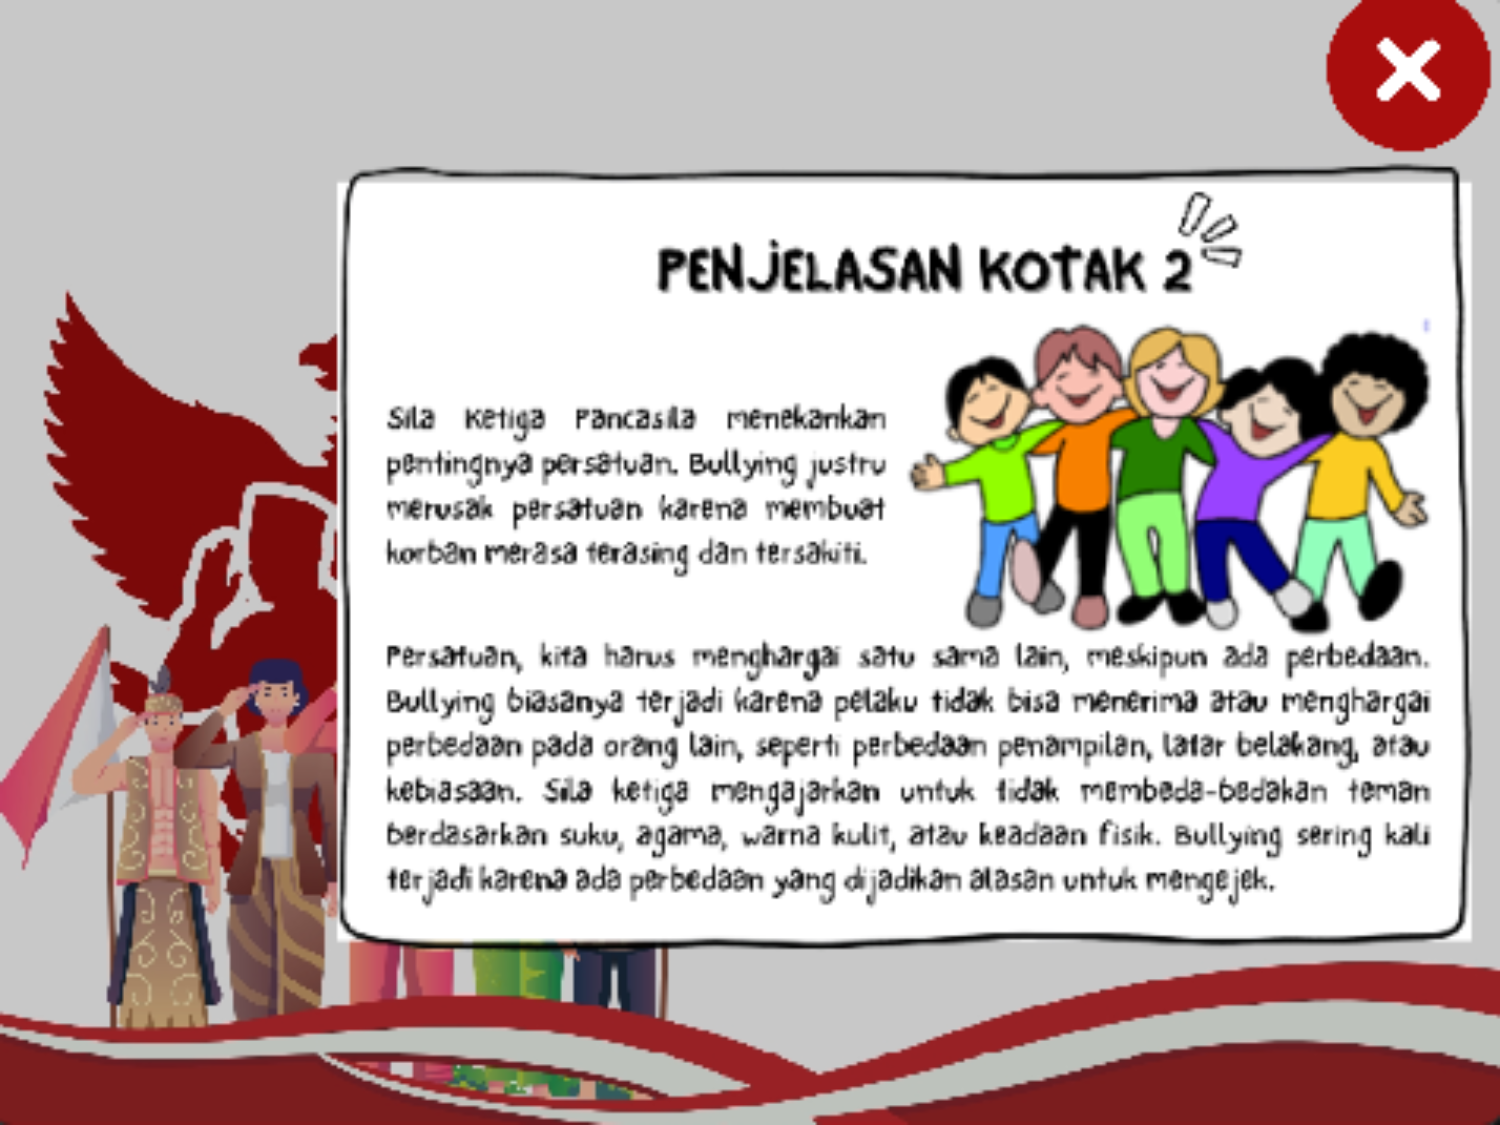 PENJELASAN KOTAK 2
Sila Ketiga Pancasila menekankan
pentingnya persatuan. Bullying justru
merusak persatuan karena membuat
korban merasa terasing dan tersakiti.
Persatuan, kita harus menghargai satu sama lain, meskipun ada perbedaan.
Bullying biasanya terjadi karena pelaku tidak bisa menerima atau menghargai
perbedaan pada orang lain, seperti perbedaan penampilan, latar belakang, atau
kebiasaan. Sila ketiga mengajarkan untuk tidak membeda-bedakan teman
berdasarkan suku, agama, warna kulit, atau keadaan fisik. Bullying sering kali
terjadi karena ada perbedaan yang dijadikan alasan untuk mengejek.